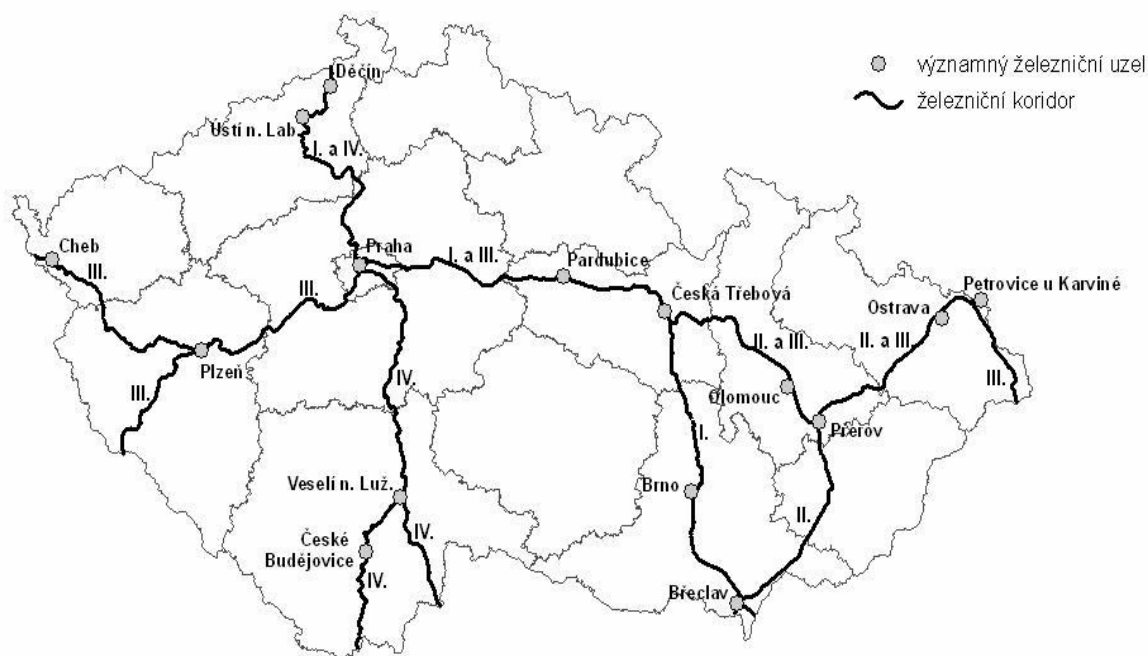 Děčín
významný železniční uzel
železniční koridor
Ústí n. Lab.
I. a IV.
Cheb
III.
Praha
I. a III.
Pardubice
III.
Petrovice u Karviné
Ostrava
Česká Třebová
II. a III.
II. a III.
Plzeň
III.
IV.
Olomouc
III.
Přerov
I.
Veselí n. Luž.
Brno
II.
České
Budějovice
IV.
IV.
Břeclav